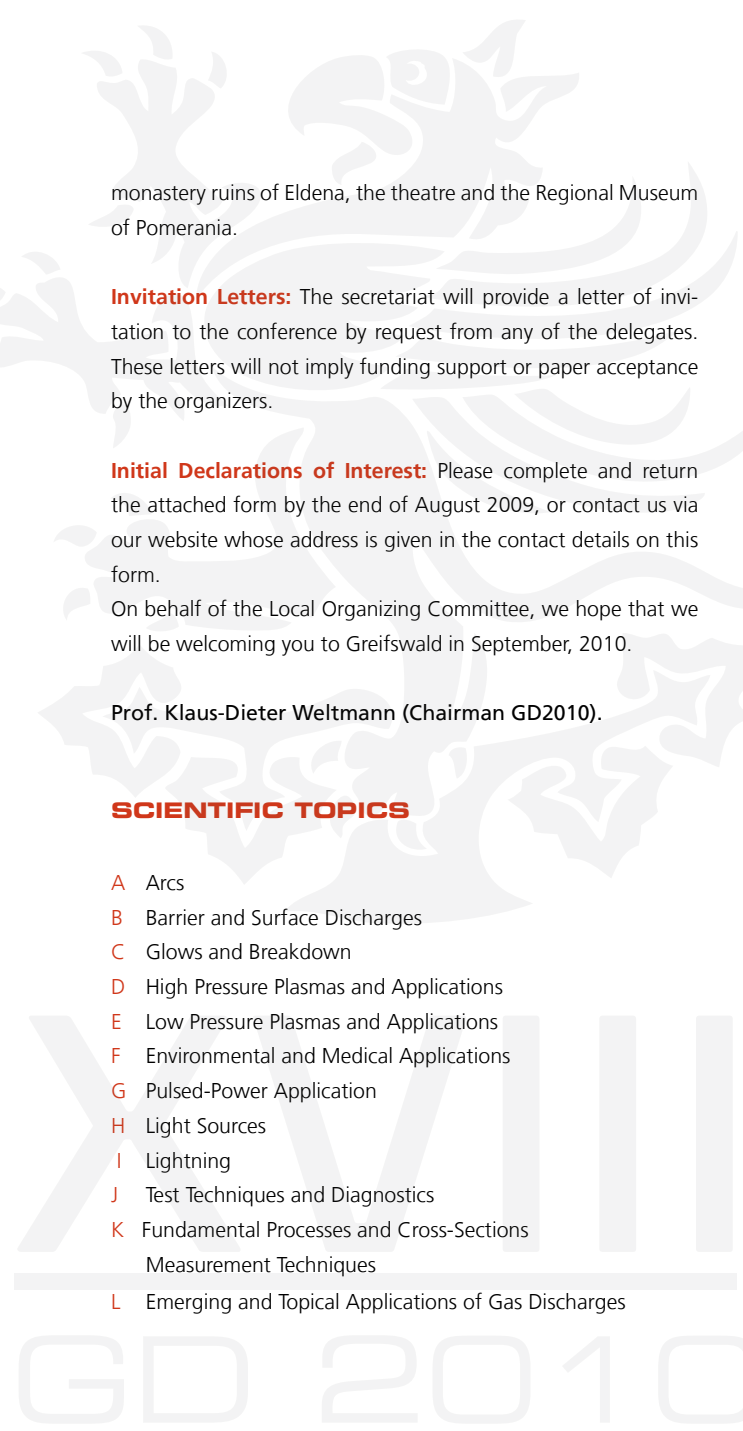 monastery ruins of Eldena, the theatre and the Regional Museum
of Pomerania.
Invitation Letters: The secretariat will provide a letter of invi-
tation to the conference by request from any of the delegates.
These letters will not imply funding support or paper acceptance
by the organizers.
Initial Declarations of Interest: Please complete and return
the attached form by the end of August 2009, or contact us via
our website whose address is given in the contact details on this
form.
On behalf of the Local Organizing Committee, we hope that we
will be welcoming you to Greifswald in September, 2010.
Prof. Klaus-Dieter Weltmann (Chairman GD2010).
SCIENTIFIC TOPICS
A Arcs
B Barrier and Surface Discharges
C Glows and Breakdown
D High Pressure Plasmas and Applications
E Low Pressure Plasmas and Applications
F Environmental and Medical Applications
G Pulsed-Power Application
H Light Sources
I Lightning
J Test Techniques and Diagnostics
K Fundamental Processes and Cross-Sections
Measurement Techniques
L Emerging and Topical Applications of Gas Discharges
XVIII
GD 2010